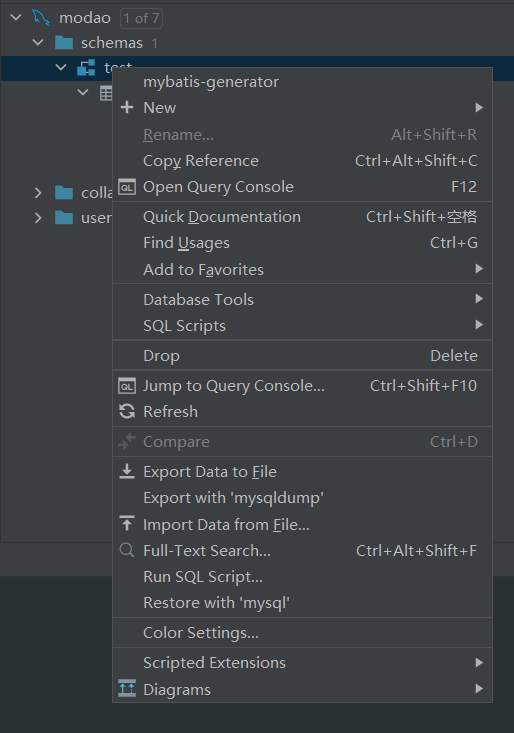 modao 1 of 7
schemas 1
test
mybatis-generator
New
Rename... Alt+Shift+R
Copy Reference Ctrl+Alt+Shift+C
Open Query Console F12
colla
user
Quick Documentation Ctrl+Shift+空格
Find Usages Ctrl+G
Add to Favorites
Database Tools
SQL Scripts
Drop Delete
Jump to Query Console... Ctrl+Shift+F10
Refresh
Compare Ctrl+D
Export Data to File
Export with 'mysqldump'
Import Data from File...
Full-Text Search... Ctrl+Alt+Shift+F
Run SQL Script...
Restore with 'mysql'
Color Settings...
Scripted Extensions
Diagrams